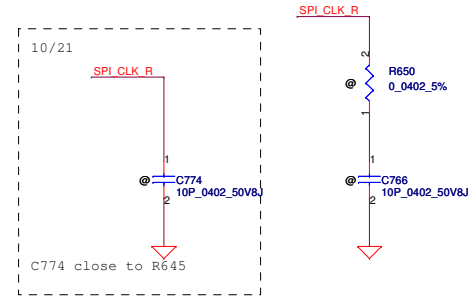 10/21
SPI_CLK_R
@
1
C774
10P_0402_50V8J
2
C774 close to R645
SPI_CLK_R
2
@
R650
0_0402_5%
1
1
@
C766
10P_0402_50V8J
2